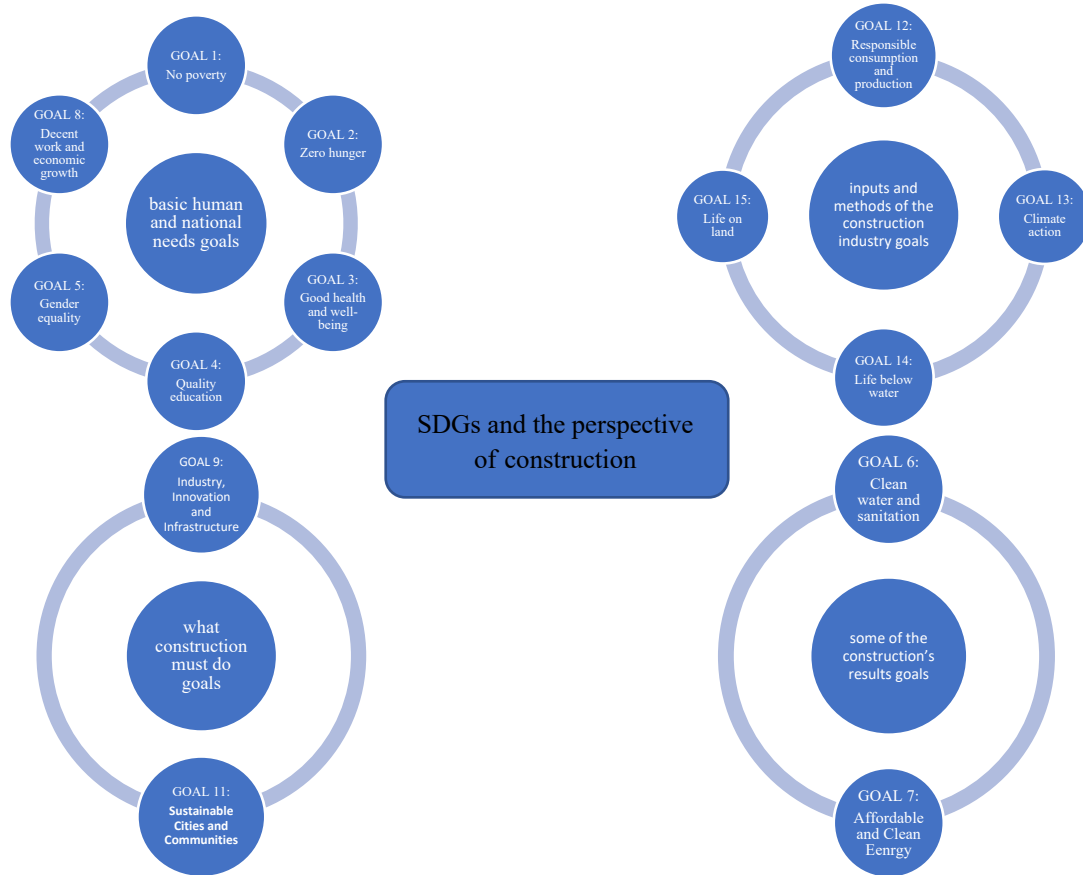 GOAL 1:
No poverty
GOAL 2:
Zero hunger
GOAL 3:
Good health
and well-
being
GOAL 4:
Quality
education
GOAL 5:
Gender
equality
GOAL 8:
Decent
work and
economic
growth
basic human
and national
needs goals
GOAL 12:
Responsible
consumption
and
production
GOAL 13:
Climate
action
GOAL 14:
Life below
water
GOAL 15:
Life on
land
inputs and
methods of the
construction
industry goals
SDGs and the perspective
of construction
GOAL 9:
Industry,
Innovation
and
Infrastructure
what
construction
must do
goals
GOAL 11:
Sustainable
Cities and
Communities
GOAL 6:
Clean
water and
sanitation
some of the
construction’s
results goals
GOAL 7:
Affordable
and Clean
Eenrgy